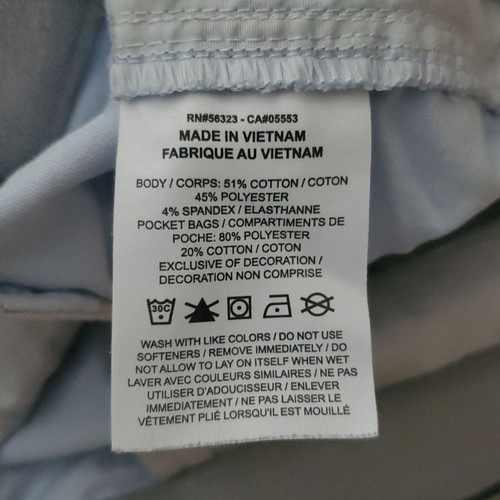 RN#56323 - CA#05553
MADE IN VIETNAM
FABRIQUE AU VIETNAM
BODY / CORPS: 51% COTTON / COTON
45% POLYESTER
4% SPANDEX / ELASTHANNE
POCKET BAGS / COMPARTIMENTS DE
POCHE: 80% POLYESTER
20% COTTON / COTON
EXCLUSIVE OF DECORATION /
DECORATION NON COMPRISE
30C
WASH WITH LIKE COLORS / DO NOT USE
SOFTENERS / REMOVE IMMEDIATELY / DO
NOT ALLOW TO LAY ON ITSELF WHEN WET
LAVER AVEC COULEURS SIMILAIRES / NE PAS
UTILISER D'ADOUCISSEUR / ENLEVER
IMMÉDIATEMENT / NE PAS LAISSER LE
VÊTEMENT PLIÉ LORSQU'IL EST MOUILLÉ